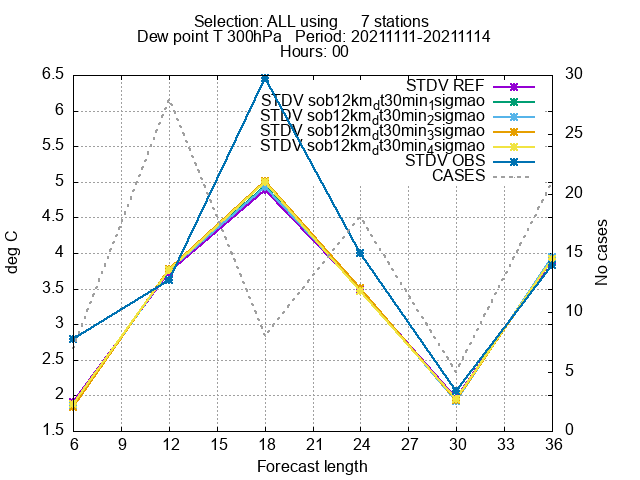 Selection: ALL using 7 stations
Dew point T 300hPa Period: 20211111-20211114
Hours: 00
6.5
6
5.5
5
4.5
4
3.5
3
2.5
2
1.5
deg C
STDV REF
STDV sob12km_dt30min_1sigmao
STDV sob12km_dt30min_2sigmao
STDV sob12km_dt30min_3sigmao
STDV sob12km_dt30min_4sigmao
STDV OBS
CASES
30
25
20
15
10
5
0
No cases
6 9 12 15 18 21 24 27 30 33 36
Forecast length